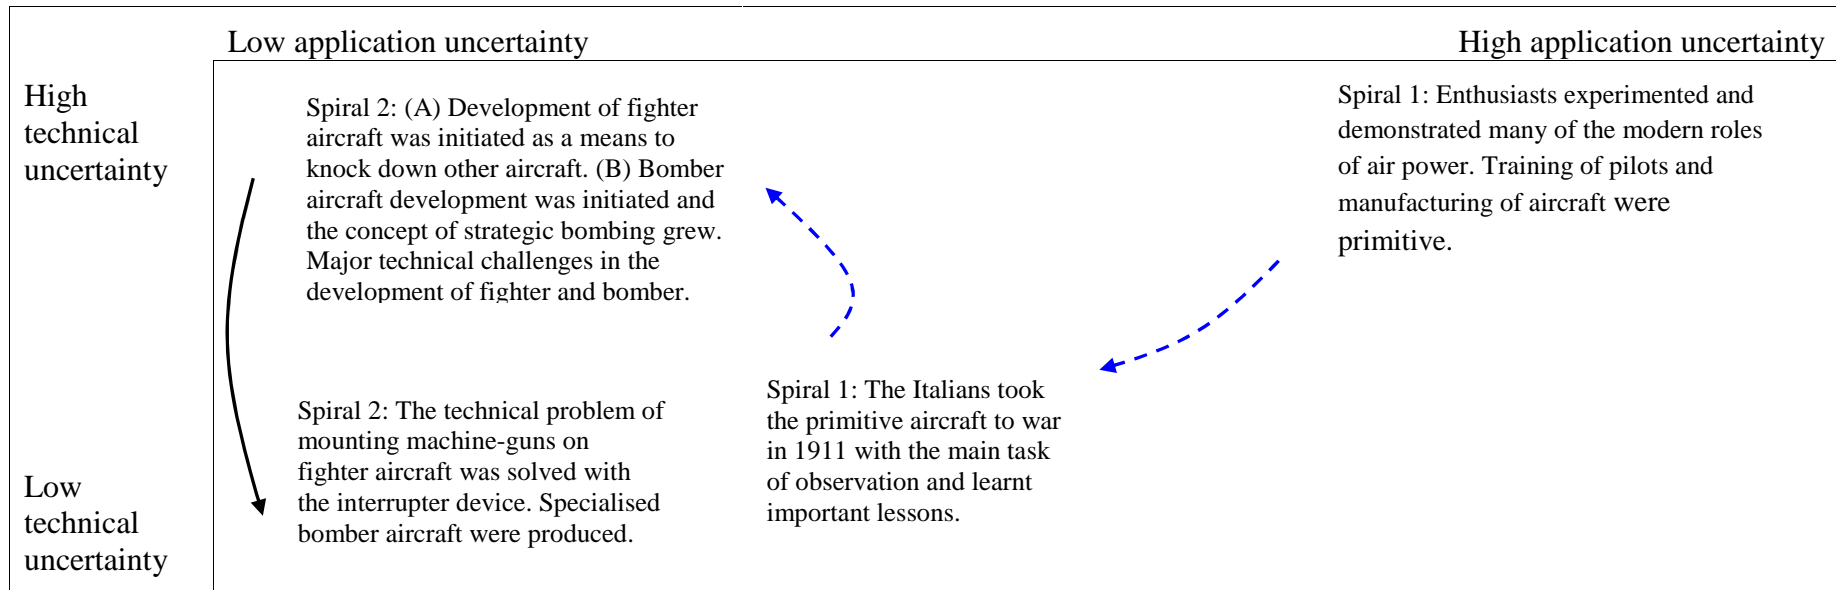 Low application uncertainty
High application uncertainty
High
technical
uncertainty
Spiral 2: (A) Development of fighter
aircraft was initiated as a means to
knock down other aircraft. (B) Bomber
aircraft development was initiated and
the concept of strategic bombing grew.
Major technical challenges in the
development of fighter and bomber.
Spiral 1: Enthusiasts experimented and
demonstrated many of the modern roles
of air power. Training of pilots and
manufacturing of aircraft were
primitive.
Low
technical
uncertainty
Spiral 2: The technical problem of
mounting machine-guns on
fighter aircraft was solved with
the interrupter device. Specialised
bomber aircraft were produced.
Spiral 1: The Italians took
the primitive aircraft to war
in 1911 with the main task
of observation and learnt
important lessons.